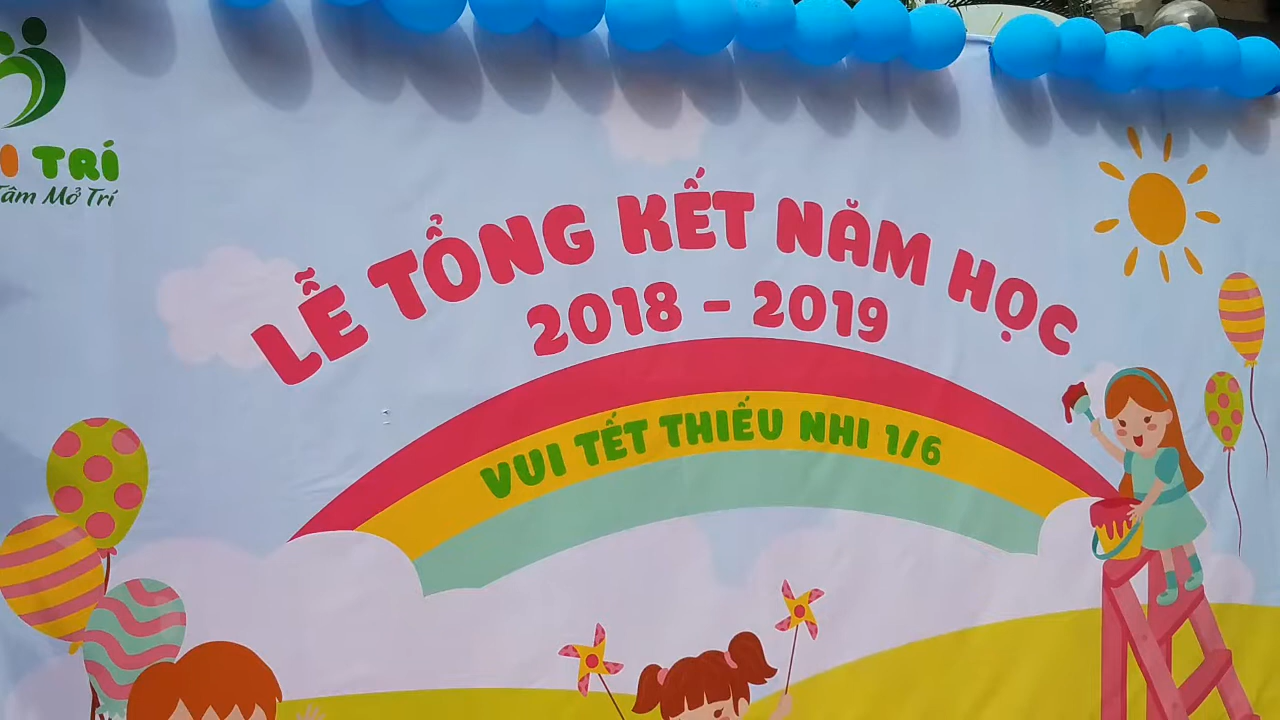 TRÍ
Tâm Mở Trí
LỄ TỔNG KẾT NĂM HỌC
2018 - 2019
VUI TẾT THIẾU NHI 1/6